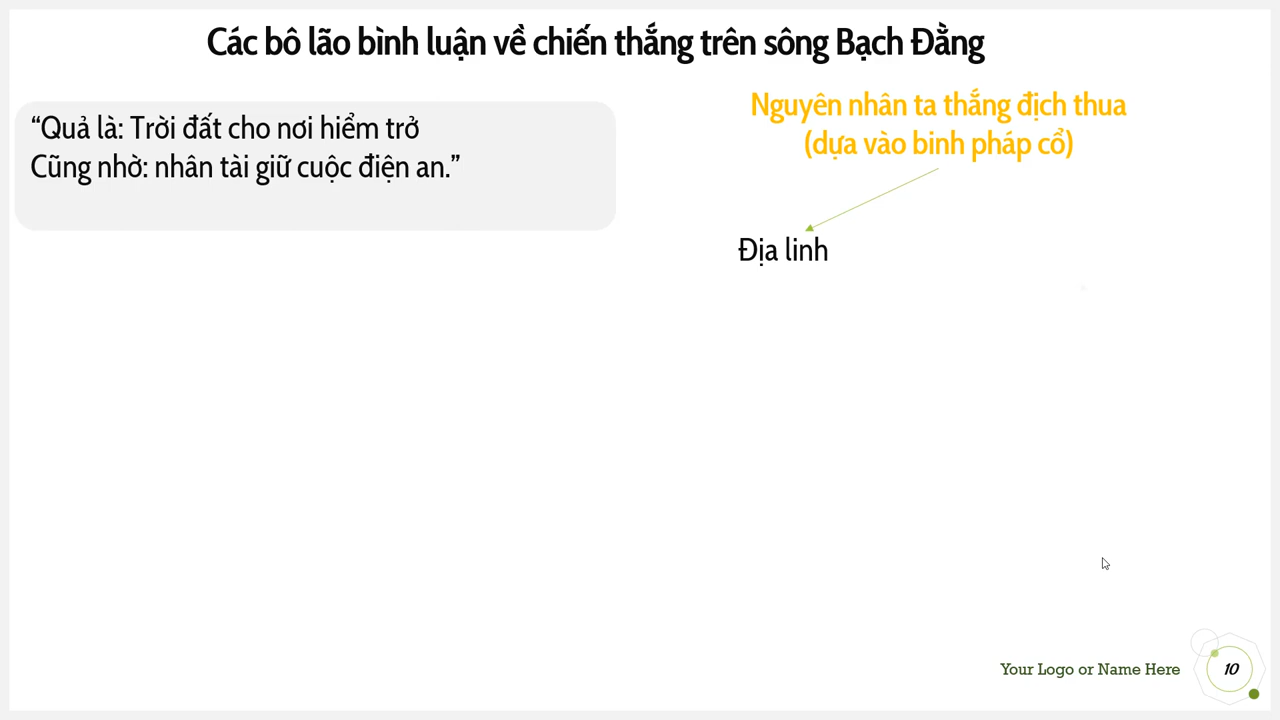 Các bô lão bình luận về chiến thắng trên sông Bạch Đằng
“Quả là: Trời đất cho nơi hiểm trở
Cũng nhờ: nhân tài giữ cuộc điện an.”
Nguyên nhân ta thắng địch thua
(dựa vào binh pháp cổ)
Địa linh
Your Logo or Name Here
10